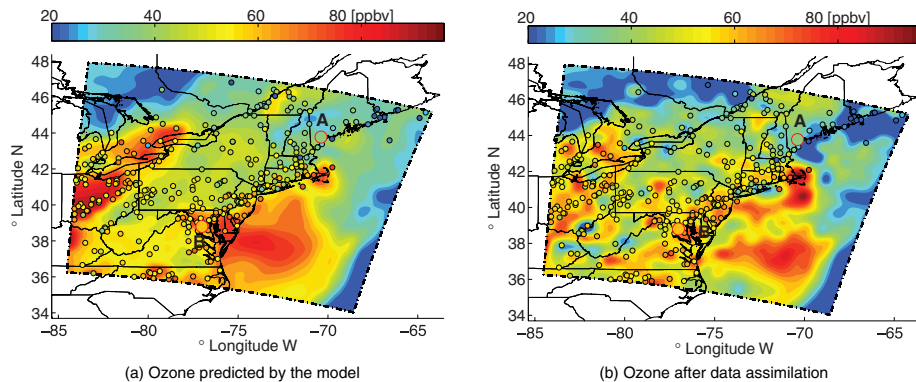 20 40 60 80 [ppbv]
20 40 60 80 [ppbv]
48
46
44
42
40
38
36
34
° Latitude N
A
B
−85 −80 −75 −70 −65
° Longitude W
48
46
44
42
40
38
36
34
° Latitude N
A
B
−85 −80 −75 −70 −65
° Longitude W
(a) Ozone predicted by the model
(b) Ozone after data assimilation